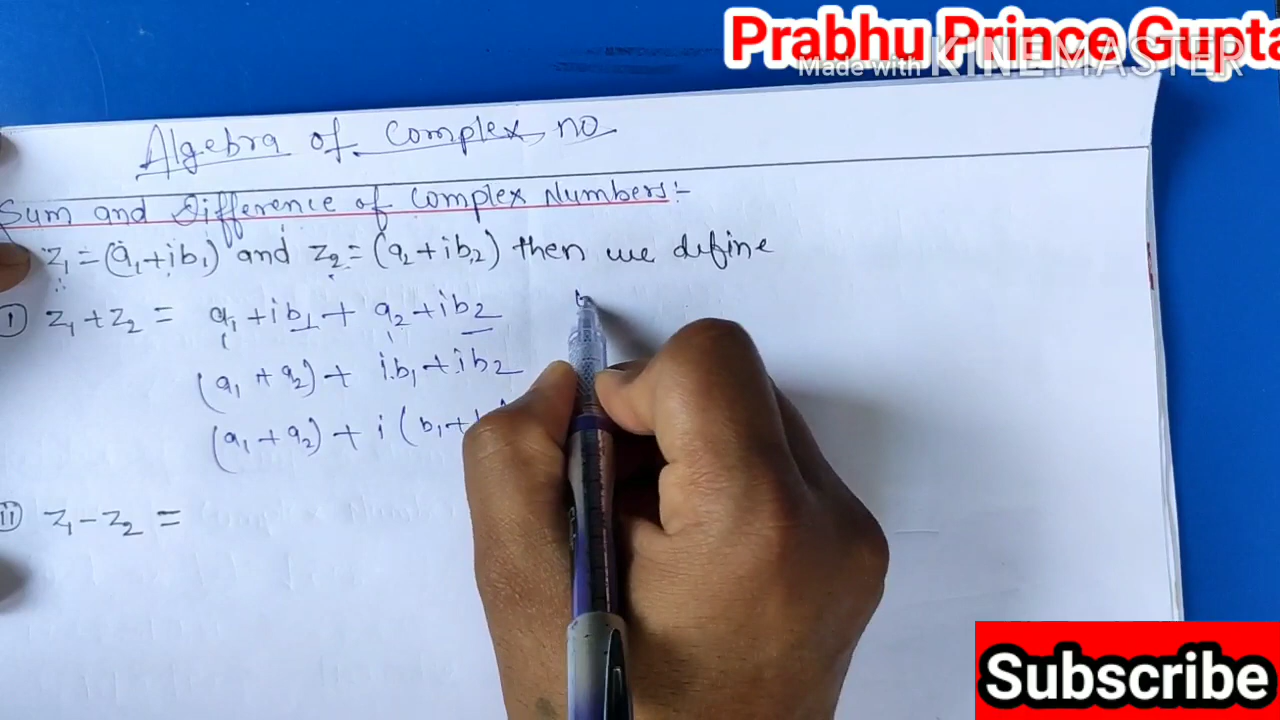 Prabhu Prince Gupta
Made with KINEMASTER
Algebra of Complex no
Sum and Difference of Complex Numbers:-
z₁ = (a₁+ib₁) and z₂ = (a₂+ib₂) then we define
(i) z₁+z₂ = a₁+ib₁ + a₂+ib₂
(a₁+a₂) + ib₁+ib₂
(a₁+a₂) + i(b₁+
(ii) z₁-z₂ =
Subscribe